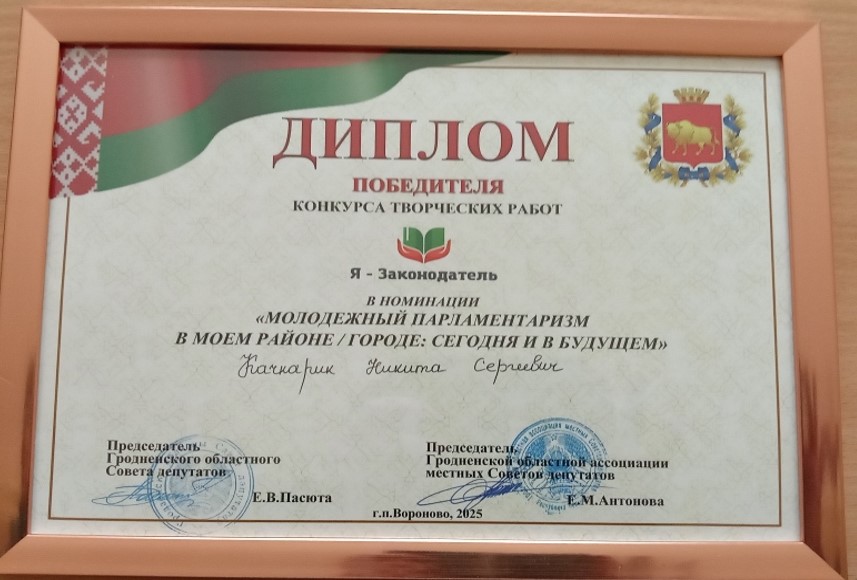 ДИПЛОМ
ПОБЕДИТЕЛЯ
КОНКУРСА ТВОРЧЕСКИХ РАБОТ
Я - Законодатель
В НОМИНАЦИИ
«МОЛОДЕЖНЫЙ ПАРЛАМЕНТАРИЗМ
В МОЕМ РАЙОНЕ / ГОРОДЕ: СЕГОДНЯ И В БУДУЩЕМ»
Качкарик Никита Сергеевич
Председатель
Гродненского областного
Совета депутатов
Е.В.Пасюта
Председатель
Гродненской областной ассоциации
местных Советов депутатов
Е.М.Антонова
г.п.Вороново, 2025